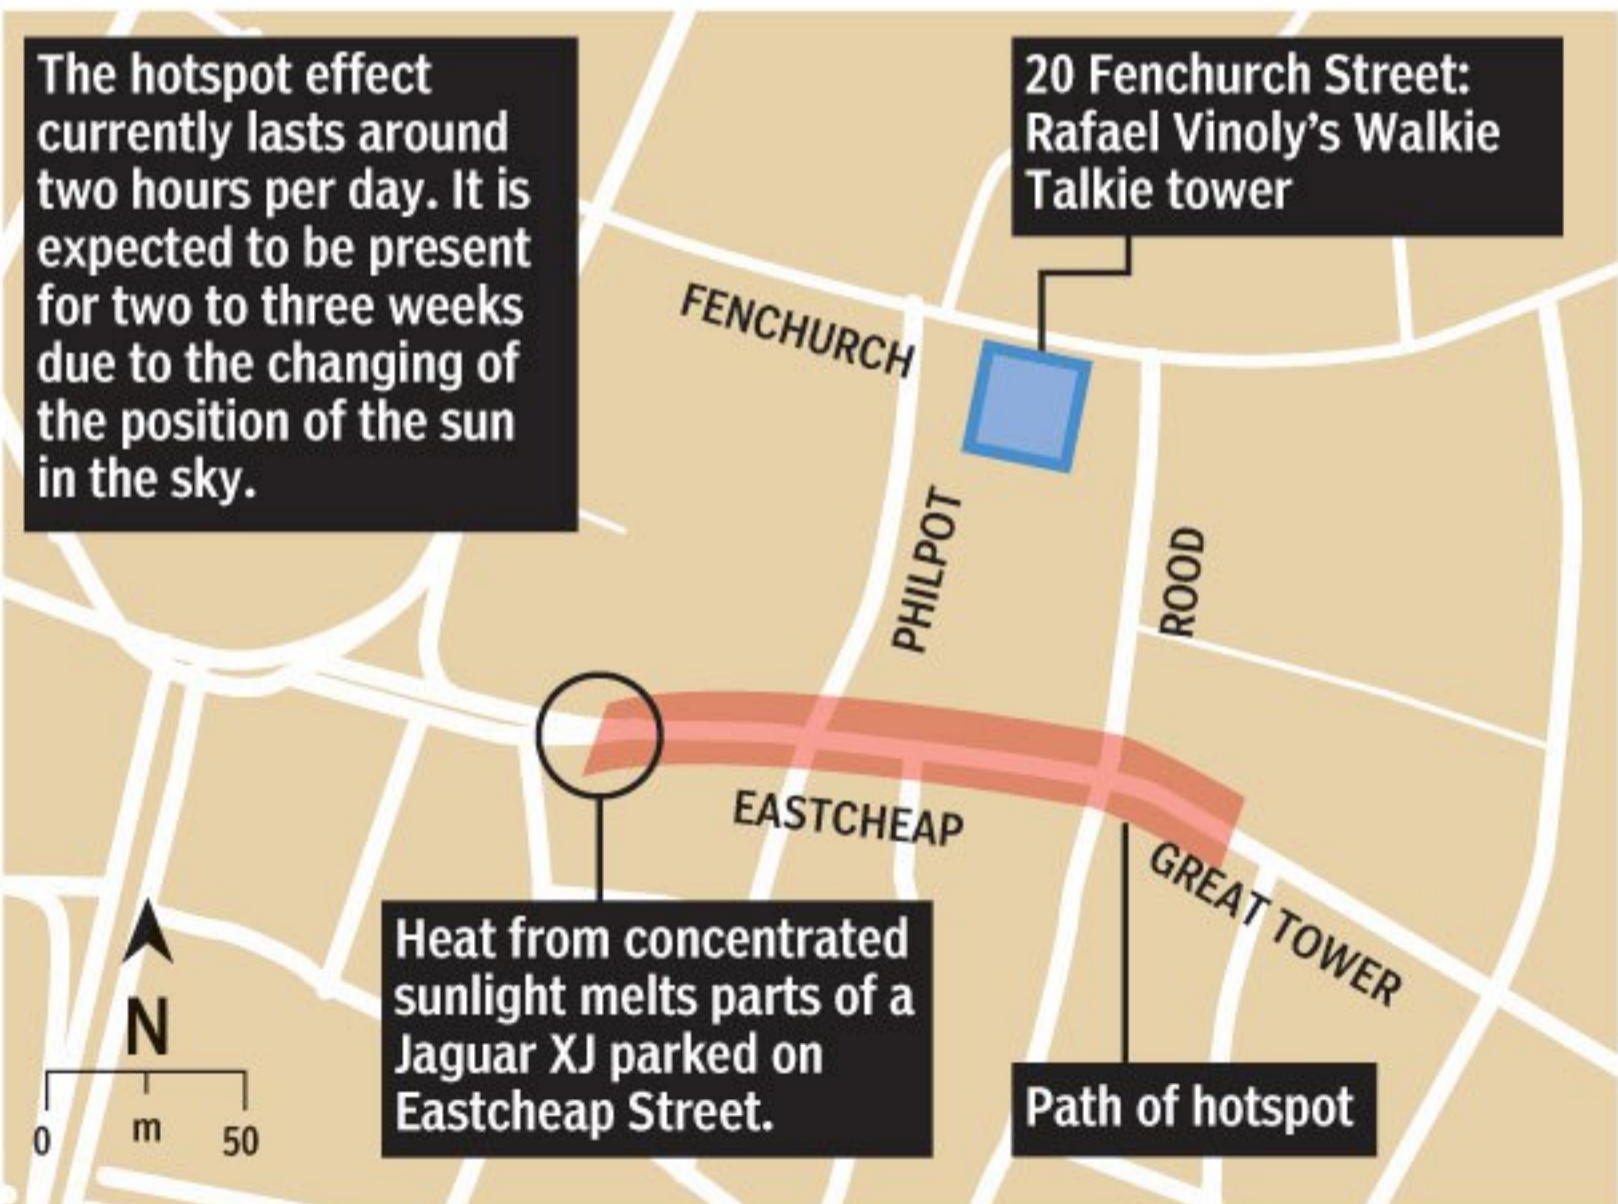 The hotspot effect
currently lasts around
two hours per day. It is
expected to be present
for two to three weeks
due to the changing of
the position of the sun
in the sky.
20 Fenchurch Street:
Rafael Vinoly’s Walkie
Talkie tower
FENCHURCH
PHILPOT
ROOD
EASTCHEAP
GREAT TOWER
Heat from concentrated
sunlight melts parts of a
Jaguar XJ parked on
Eastcheap Street.
Path of hotspot
N
0 m 50